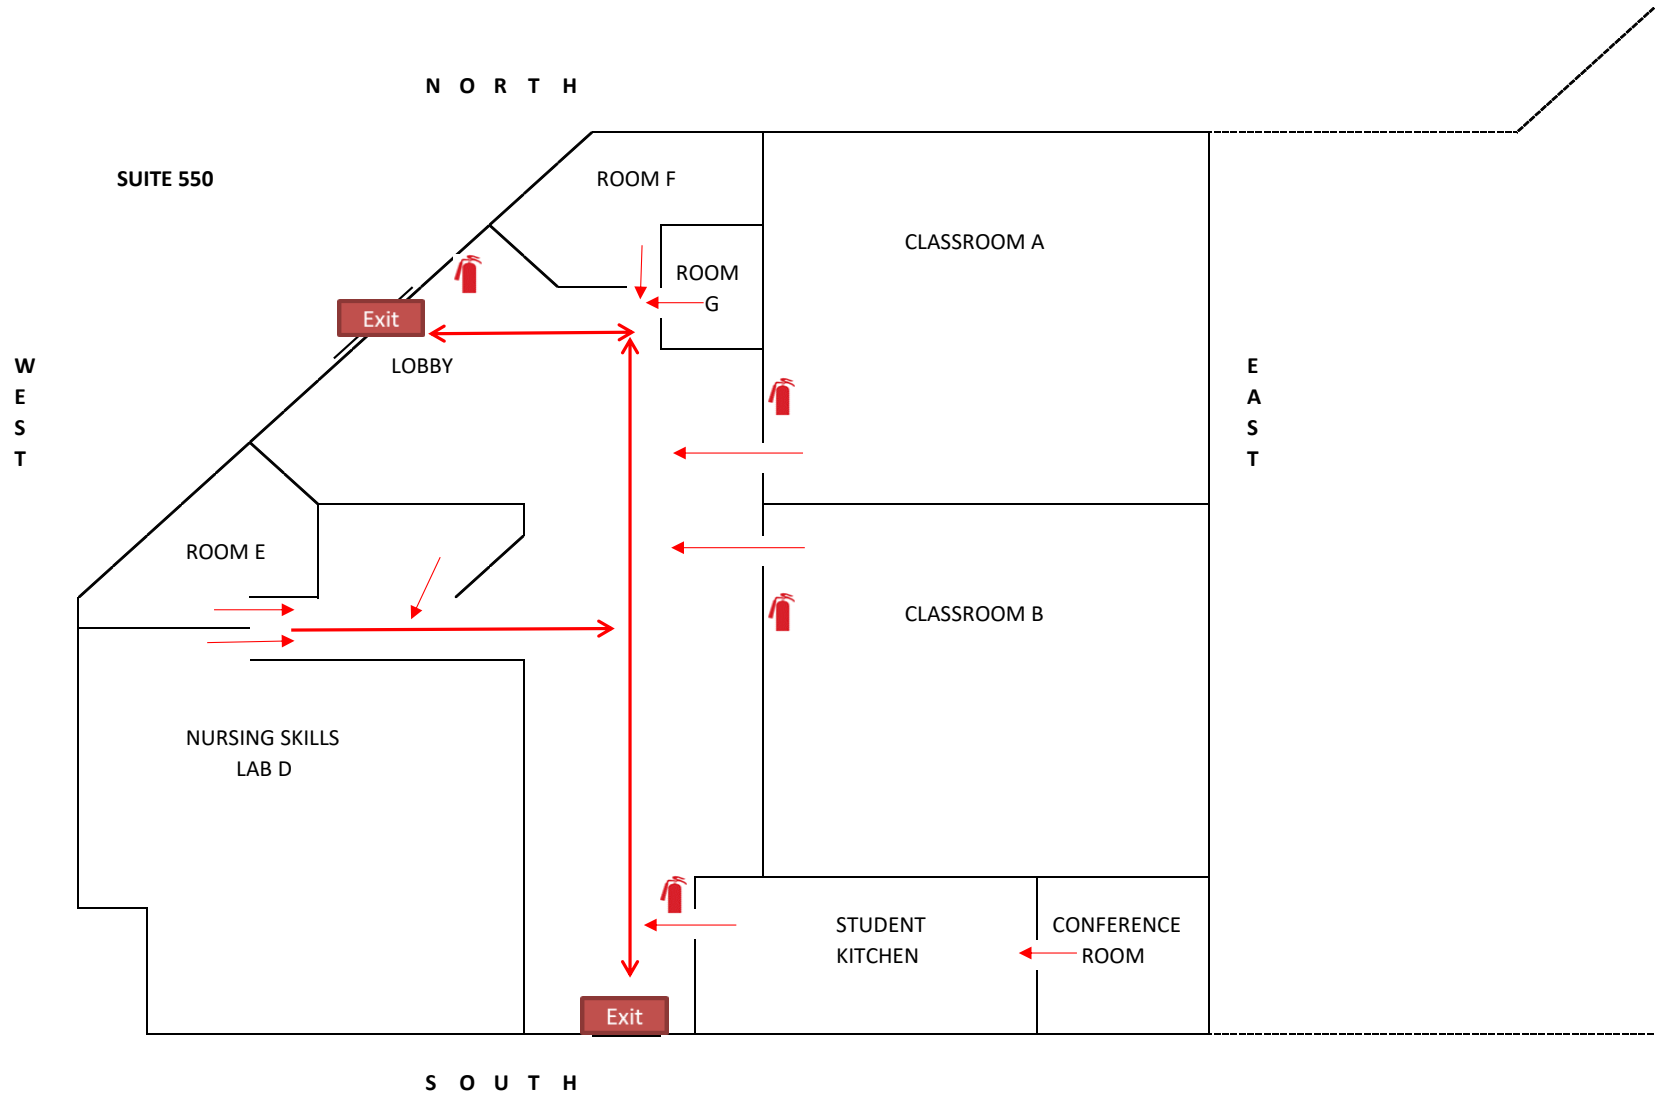 N O R T H
SUITE 550
ROOM F
CLASSROOM A
ROOM
G
Exit
LOBBY
W
E
S
T
E
A
S
T
ROOM E
CLASSROOM B
NURSING SKILLS
LAB D
STUDENT
KITCHEN
CONFERENCE
ROOM
Exit
S O U T H